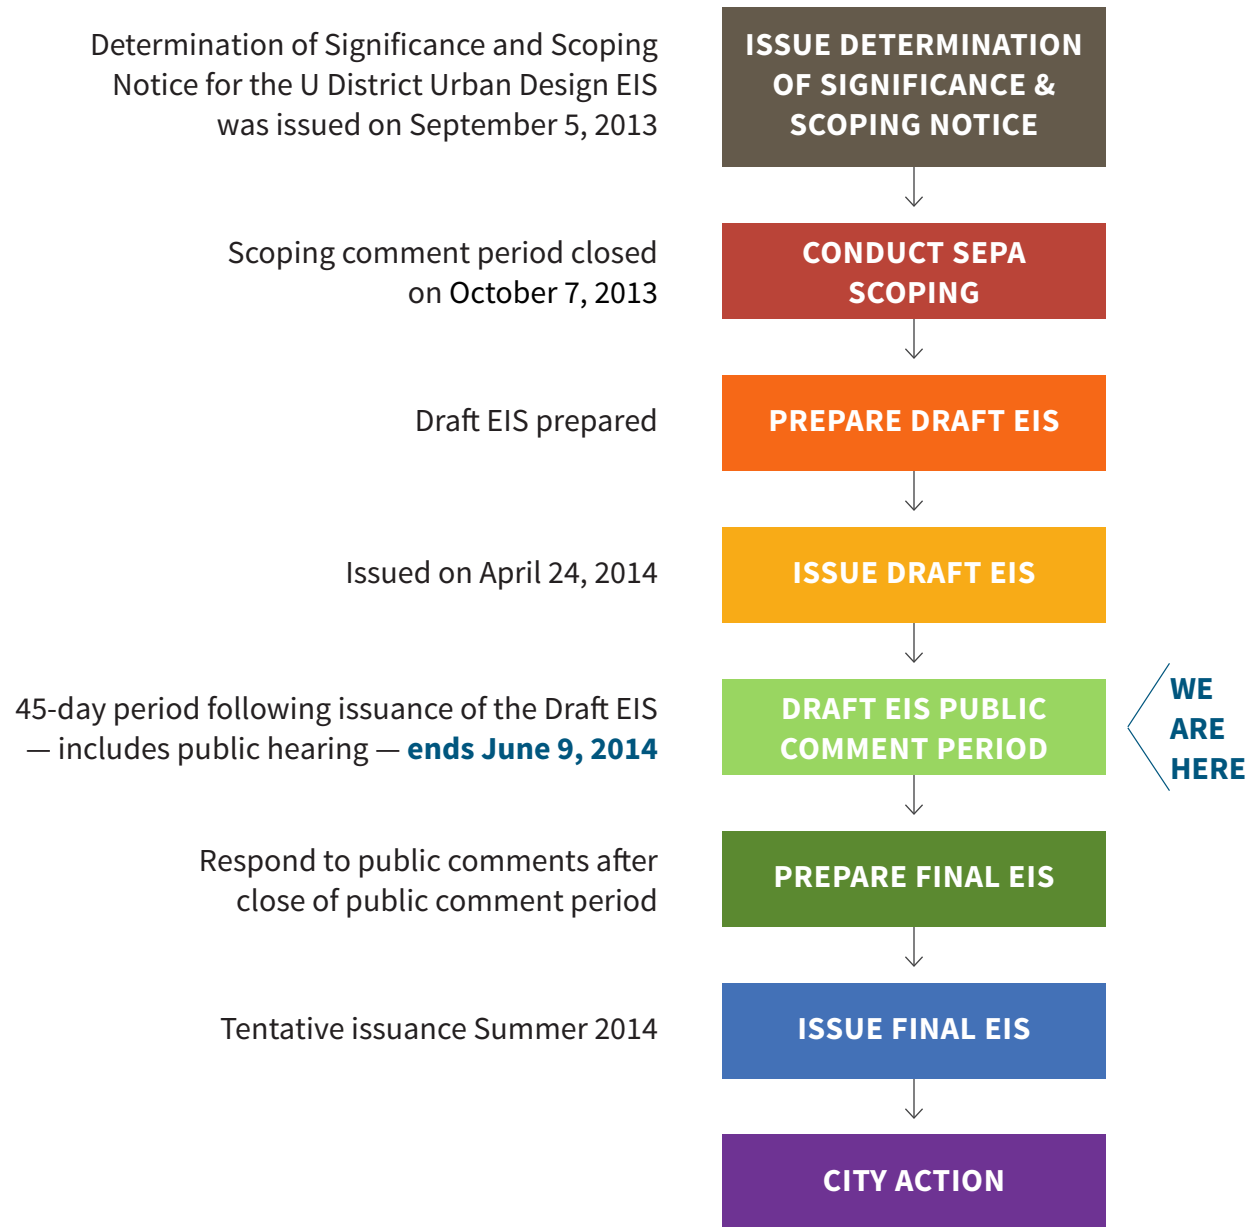 Determination of Significance and Scoping
Notice for the U District Urban Design EIS
was issued on September 5, 2013
ISSUE DETERMINATION
OF SIGNIFICANCE &
SCOPING NOTICE
Scoping comment period closed
on October 7, 2013
CONDUCT SEPA
SCOPING
Draft EIS prepared
PREPARE DRAFT EIS
Issued on April 24, 2014
ISSUE DRAFT EIS
45-day period following issuance of the Draft EIS
— includes public hearing — ends June 9, 2014
DRAFT EIS PUBLIC
COMMENT PERIOD
WE
ARE
HERE
Respond to public comments after
close of public comment period
PREPARE FINAL EIS
Tentative issuance Summer 2014
ISSUE FINAL EIS
CITY ACTION